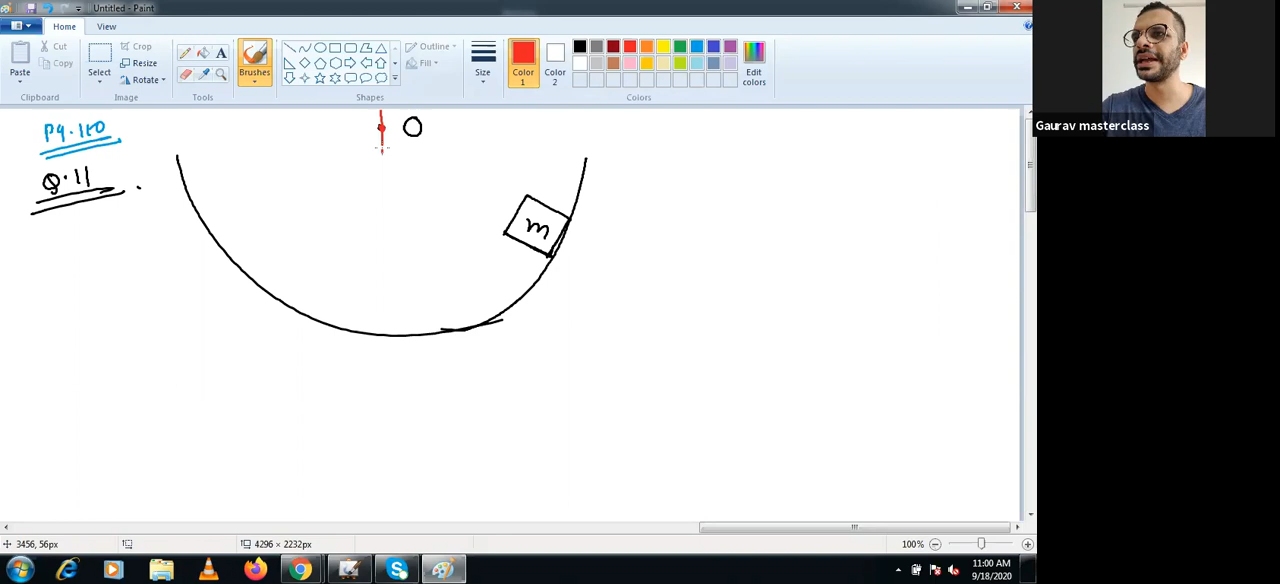 Untitled - Paint
Home View
Paste
Cut
Copy
Clipboard
Select
Crop
Resize
Rotate
Image
A
Tools
Brushes
Shapes
Outline
Fill
Size
Color 1
Color 2
Colors
Edit colors
Gaurav masterclass
Pg. 120
O
Q. 11
m
3456, 56px
4296 × 2232px
100%
11:00 AM
9/18/2020